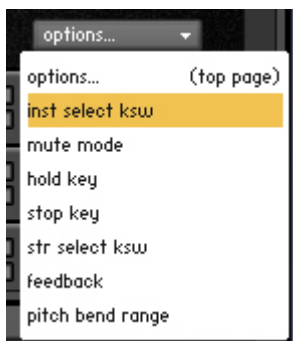 options...
options... (top page)
inst select ksw
mute mode
hold key
stop key
str select ksw
feedback
pitch bend range